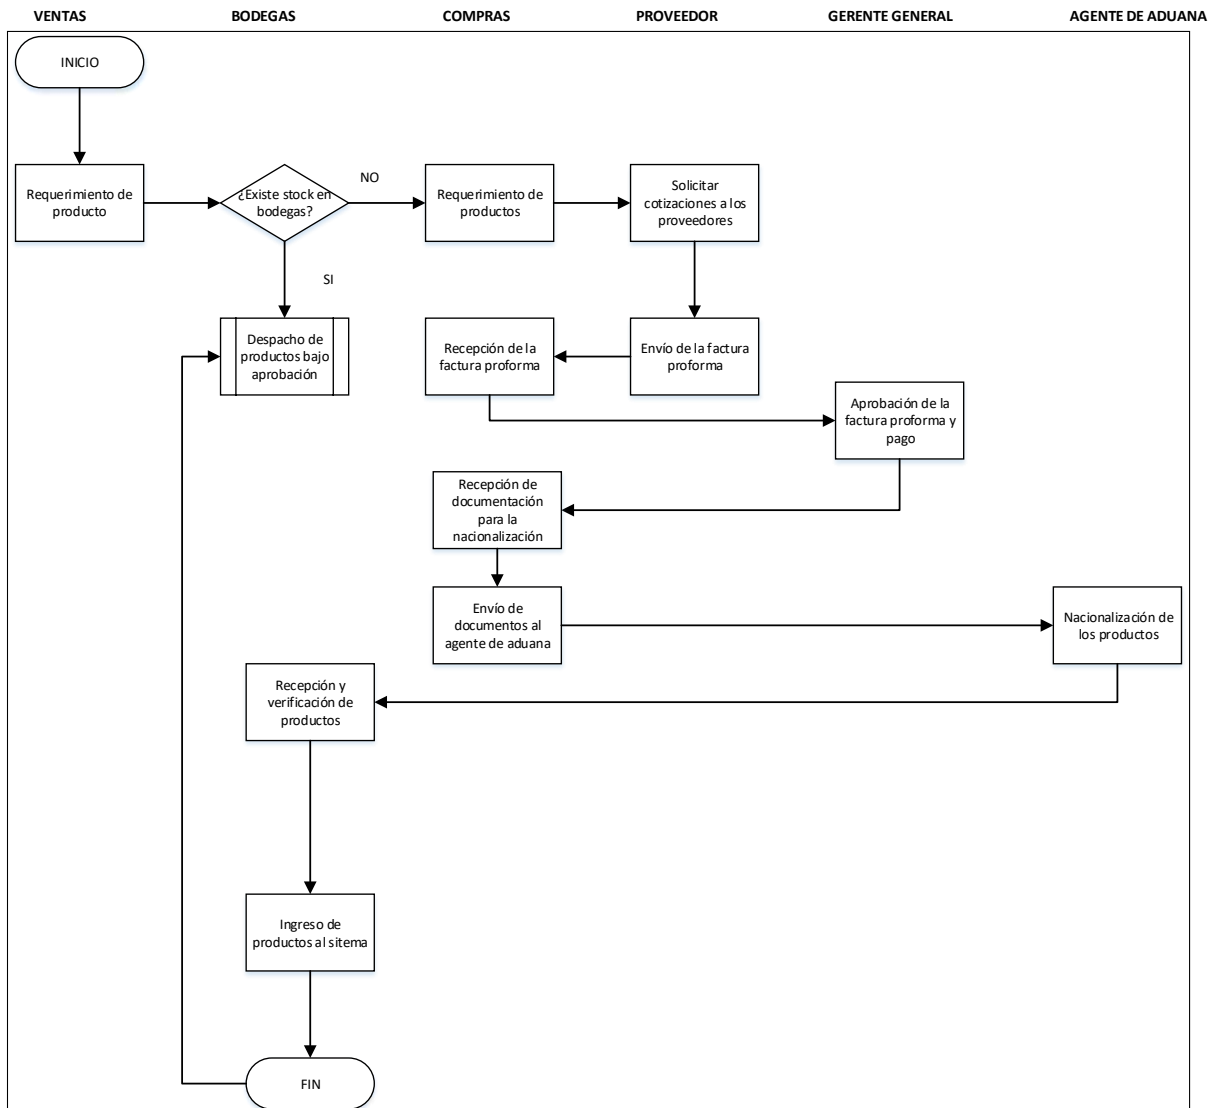 VENTAS
BODEGAS
COMPRAS
PROVEEDOR
GERENTE GENERAL
AGENTE DE ADUANA
INICIO
Requerimiento de
producto
¿Existe stock en
bodegas?
NO
SI
Requerimiento de
productos
Solicitar
cotizaciones a los
proveedores
Despacho de
productos bajo
aprobación
Recepción de la
factura proforma
Envío de la factura
proforma
Aprobación de la
factura proforma y
pago
Recepción de
documentación
para la
nacionalización
Envío de
documentos al
agente de aduana
Nacionalización de
los productos
Recepción y
verificación de
productos
Ingreso de
productos al sitema
FIN